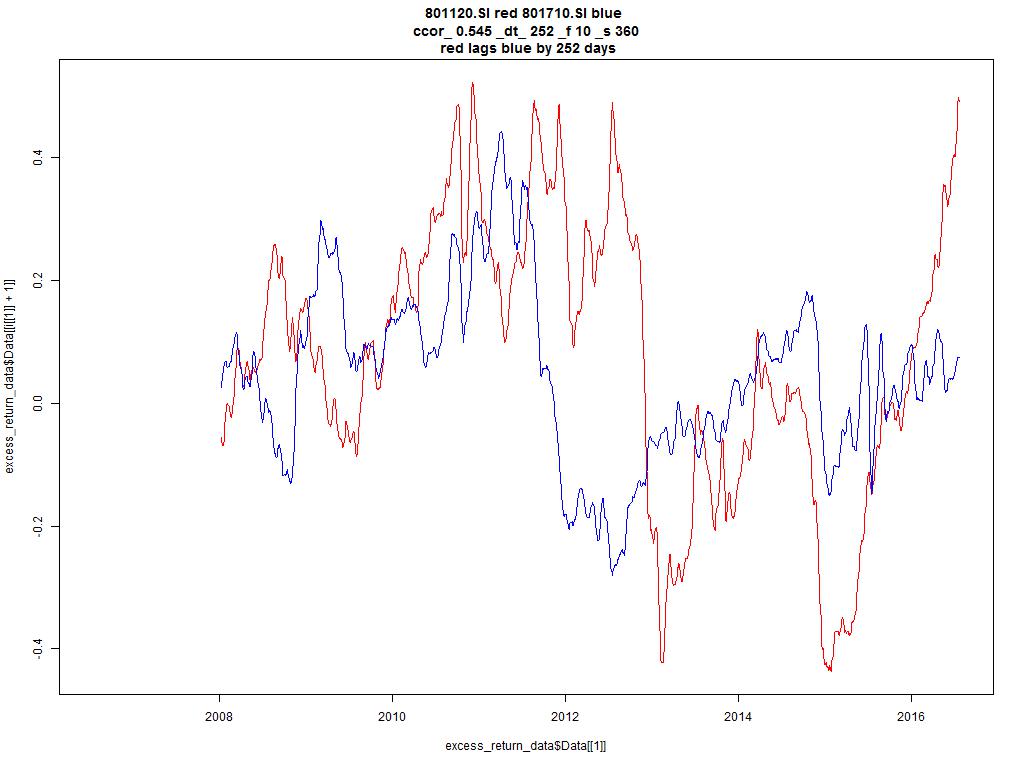 801120.SI red 801710.SI blue
ccor_ 0.545 _dt_ 252 _f 10 _s 360
red lags blue by 252 days
excess_return_data$Data[[i[[1]] + 1]]
0.4
0.2
0.0
-0.2
-0.4
2008 2010 2012 2014 2016
excess_return_data$Data[[1]]